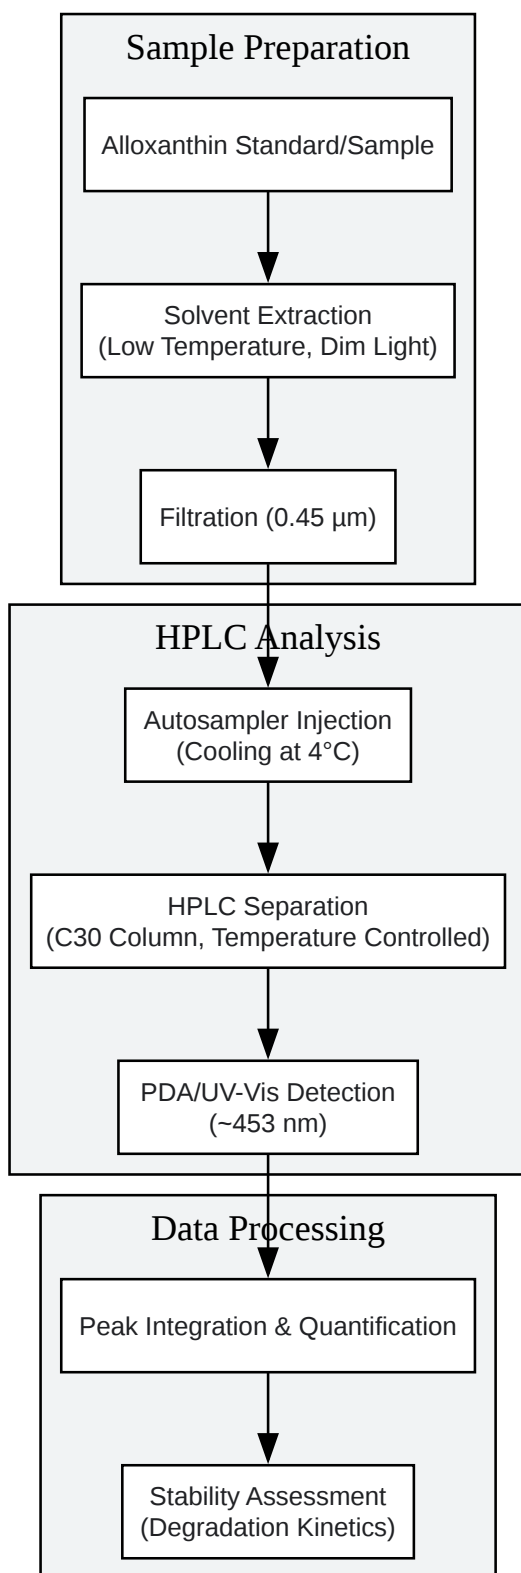 Sample Preparation
Alloxanthin Standard/Sample
Solvent Extraction
(Low Temperature, Dim Light)
Filtration (0.45 µm)
HPLC Analysis
Autosampler Injection
(Cooling at 4°C)
HPLC Separation
(C30 Column, Temperature Controlled)
PDA/UV-Vis Detection
(~453 nm)
Data Processing
Peak Integration & Quantification
Stability Assessment
(Degradation Kinetics)